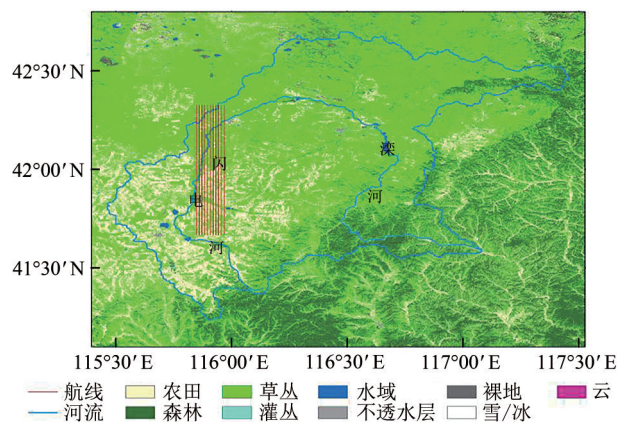 42°30′N
42°00′N
41°30′N
闪
电
河
滦
河
115°30′E 116°00′E 116°30′E 117°00′E 117°30′E
航线 农田 草丛 水域 裸地 云
河流 森林 灌丛 不透水层 雪/冰